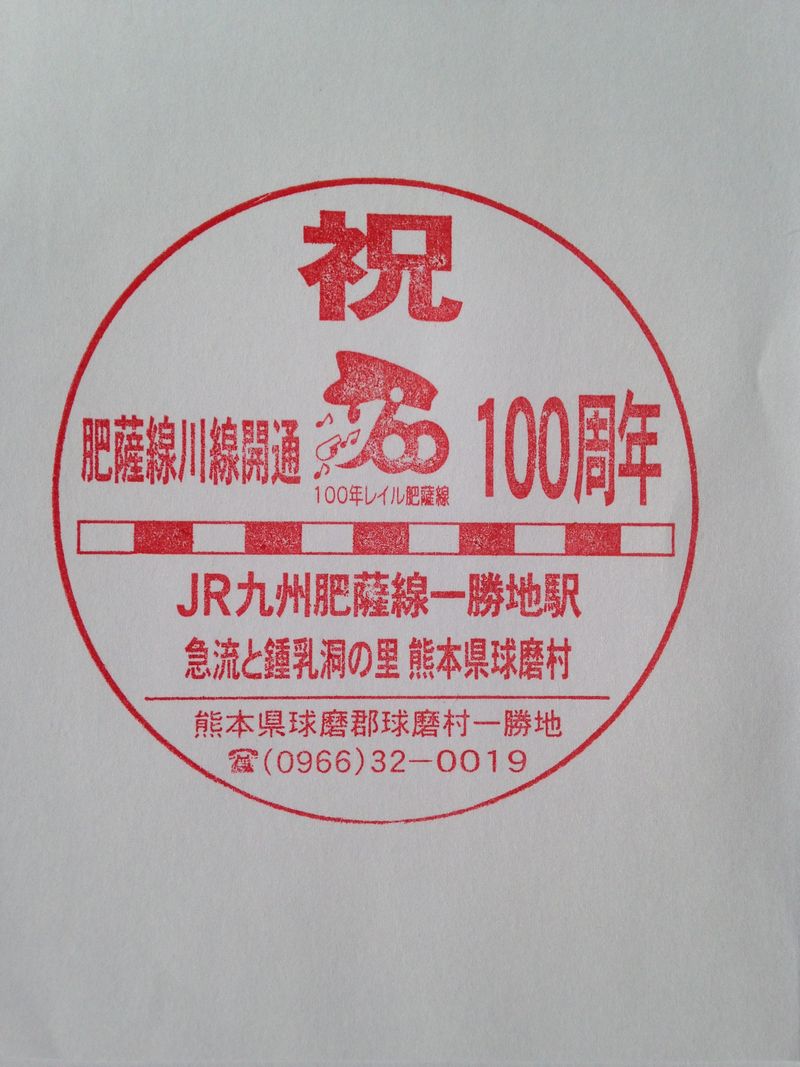 祝
肥薩線川線開通 100周年
100年レイル肥薩線
JR九州肥薩線一勝地駅
急流と鍾乳洞の里 熊本県球磨村
熊本県球磨郡球磨村一勝地
☎(0966)32-0019